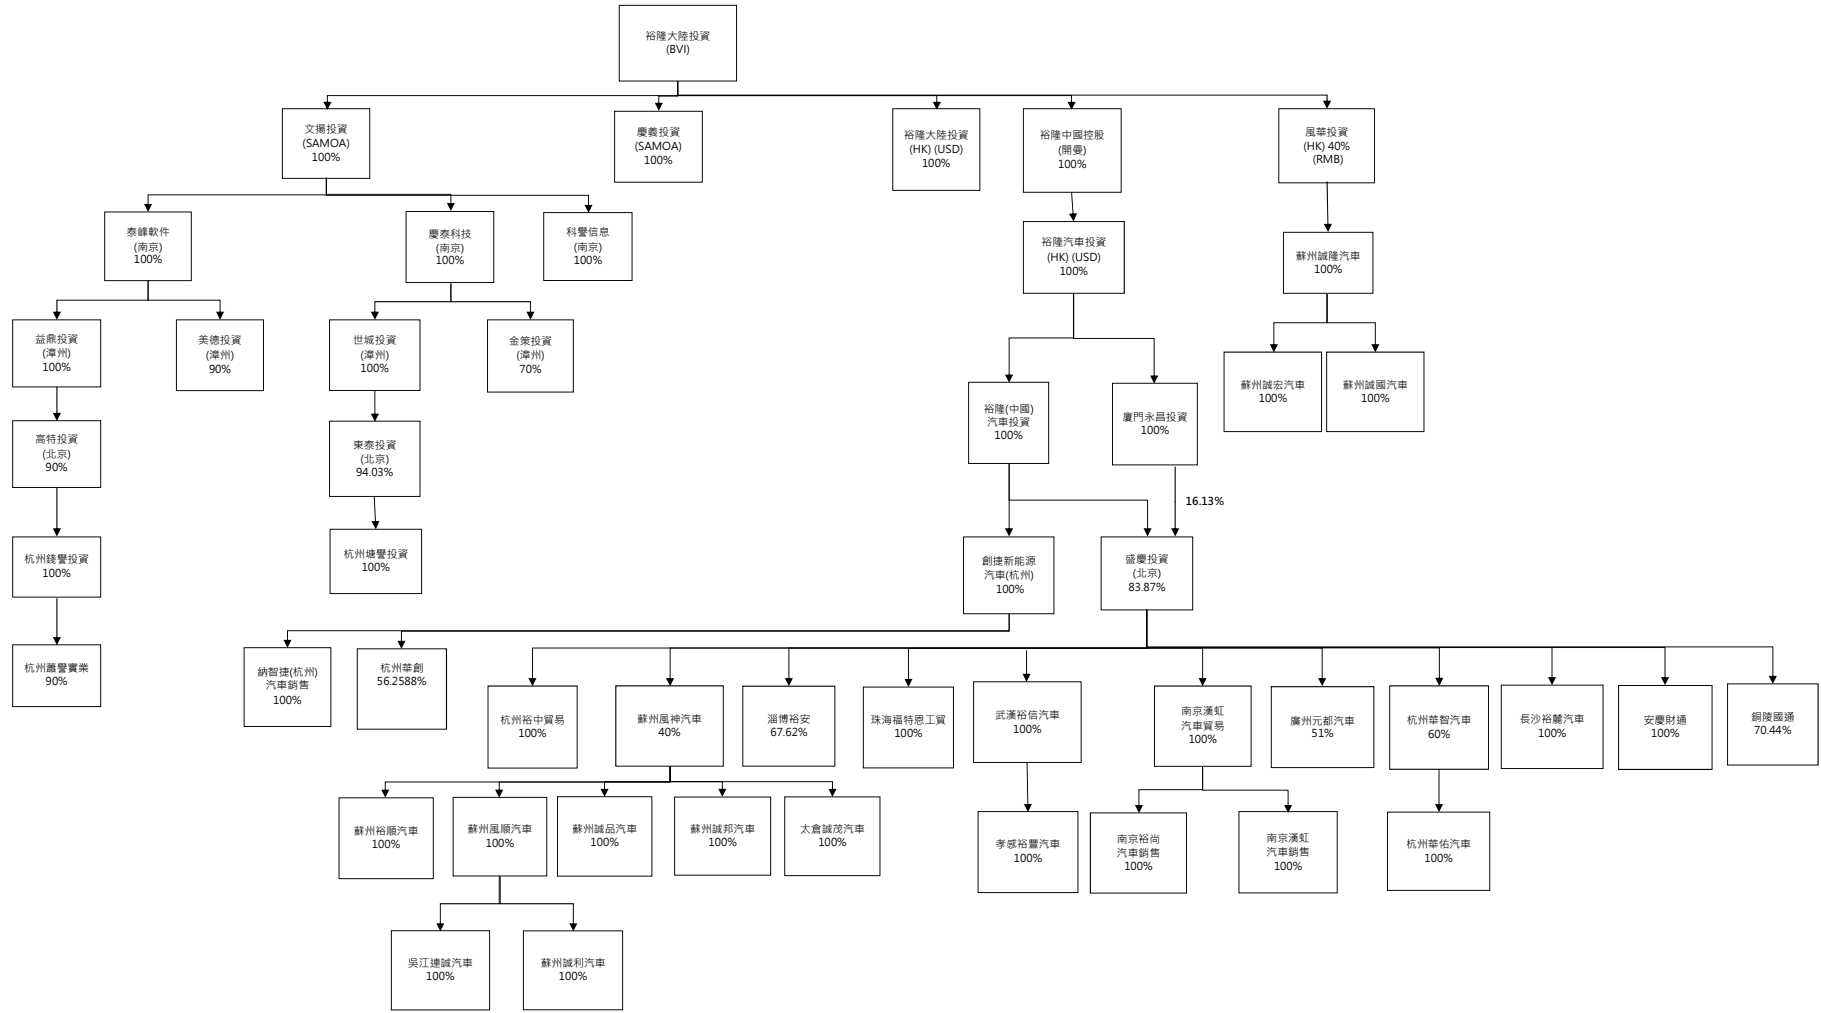 裕隆大陸投資
(BVI)
文揚投資
(SAMOA)
100%
慶義投資
(SAMOA)
100%
裕隆大陸投資
(HK) (USD)
100%
裕隆中國控股
(開曼)
100%
風華投資
(HK) 40%
(RMB)
泰峰軟件
(南京)
100%
慶泰科技
(南京)
100%
科譽信息
(南京)
100%
裕隆汽車投資
(HK) (USD)
100%
蘇州誠隆汽車
100%
益鼎投資
(漳州)
100%
美德投資
(漳州)
90%
世城投資
(漳州)
100%
金策投資
(漳州)
70%
蘇州誠宏汽車
100%
蘇州誠國汽車
100%
裕隆(中國)
汽車投資
100%
廈門永昌投資
100%
高特投資
(北京)
90%
東泰投資
(北京)
94.03%
16.13%
杭州錢譽投資
100%
杭州塘譽投資
100%
創捷新能源
汽車(杭州)
100%
盛慶投資
(北京)
83.87%
杭州蕭譽實業
90%
納智捷(杭州)
汽車銷售
100%
杭州華創
56.2588%
杭州裕中貿易
100%
蘇州風神汽車
40%
淄博裕安
67.62%
珠海福特恩工貿
100%
武漢裕信汽車
100%
南京漢虹
汽車貿易
100%
廣州元都汽車
51%
杭州華智汽車
60%
長沙裕麓汽車
100%
安慶財通
100%
銅陵國通
70.44%
蘇州裕順汽車
100%
蘇州風順汽車
100%
蘇州誠品汽車
100%
蘇州誠邦汽車
100%
太倉誠茂汽車
100%
孝感裕豐汽車
100%
南京裕尚
汽車銷售
100%
南京漢虹
汽車銷售
100%
杭州華佑汽車
100%
吳江連誠汽車
100%
蘇州誠利汽車
100%